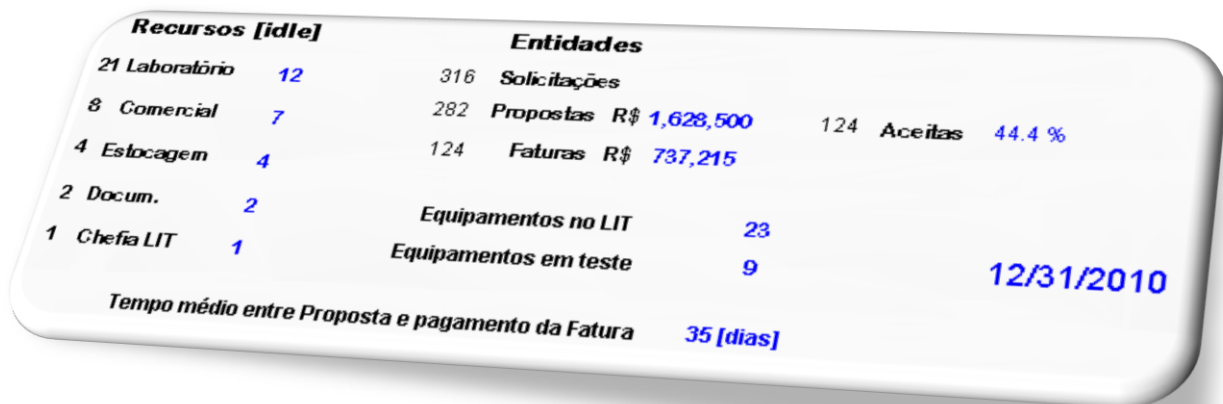 Recursos [idle]
Entidades
21 Laboratório 12
316 Solicitações
8 Comercial 7
282 Propostas R$ 1,628,500 124 Aceitas 44.4 %
4 Estocagem 4
124 Faturas R$ 737,215
2 Docum. 2
Equipamentos no LIT 23
1 Chefia LIT 1
Equipamentos em teste 9
12/31/2010
Tempo médio entre Proposta e pagamento da Fatura 35 [dias]